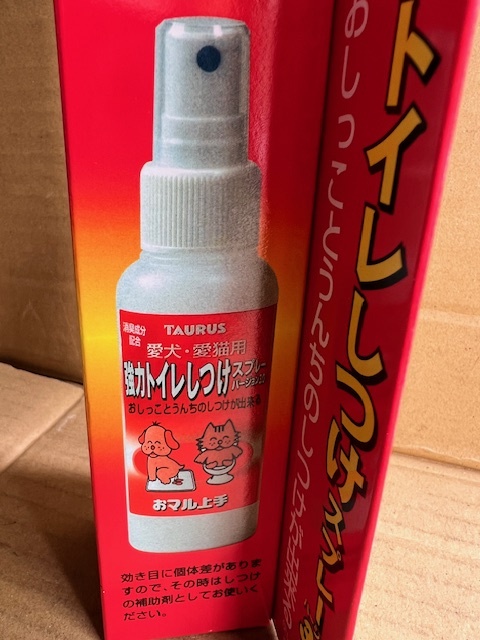 消臭成分
配合
TAURUS
愛犬・愛猫用
強力トイレしつけスプレー
おしっことうんちのしつけが出来る
おマル上手
効き目に個体差がありま
すので、その時はしつけ
の補助剤としてお使いく
ださい。
トイレしつけスプレー
おしっことうんちのしつけが出来る